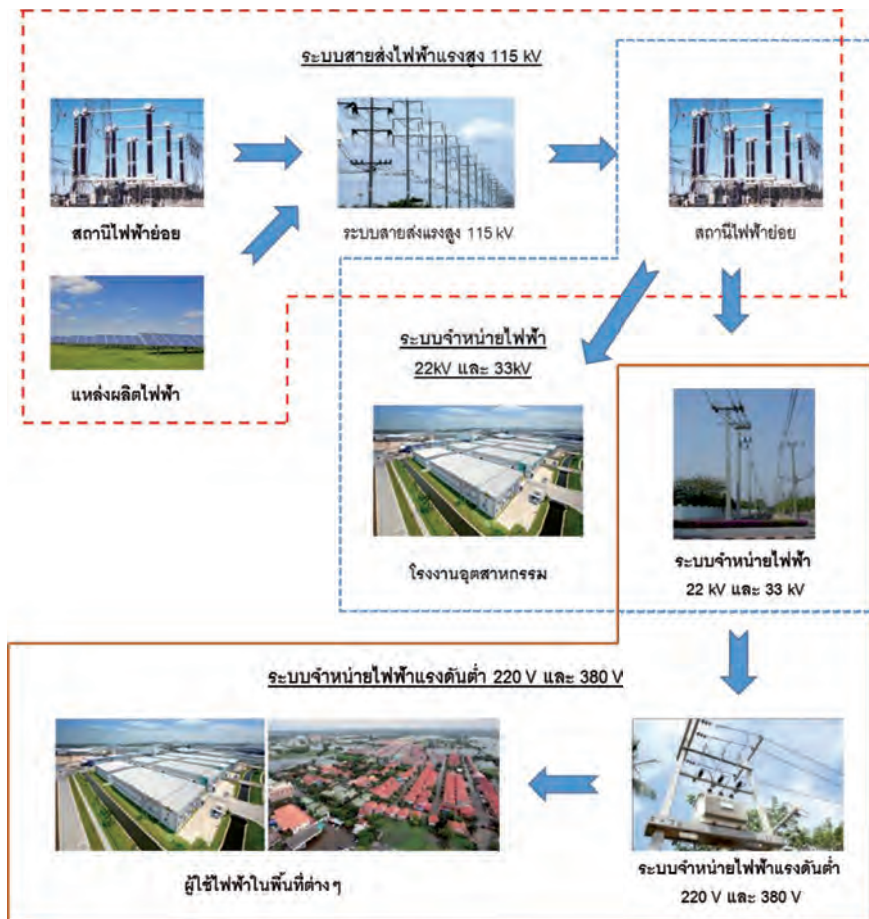 ระบบสายส่งไฟฟ้าแรงสูง 115 kV
สถานีไฟฟ้าย่อย
ระบบสายส่งแรงสูง 115 kV
สถานีไฟฟ้าย่อย
แหล่งผลิตไฟฟ้า
ระบบจำหน่ายไฟฟ้า
22kV และ 33kV
โรงงานอุตสาหกรรม
ระบบจำหน่ายไฟฟ้า
22 kV และ 33 kV
ระบบจำหน่ายไฟฟ้าแรงดันต่ำ 220 V และ 380 V
ผู้ใช้ไฟฟ้าในพื้นที่ต่างๆ
ระบบจำหน่ายไฟฟ้าแรงดันต่ำ
220 V และ 380 V